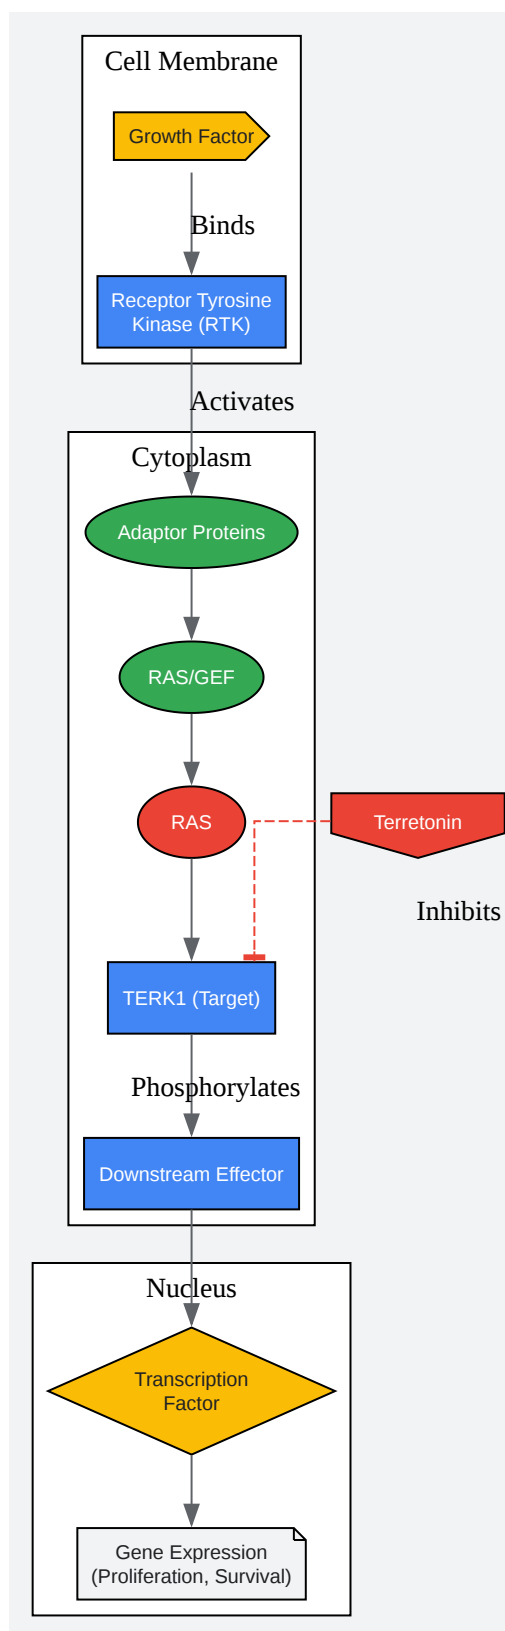 Cell Membrane
Growth Factor
Binds
Receptor Tyrosine
Kinase (RTK)
Activates
Cytoplasm
Adaptor Proteins
RAS/GEF
RAS
Terretonin
Inhibits
TERK1 (Target)
Phosphorylates
Downstream Effector
Nucleus
Transcription
Factor
Gene Expression
(Proliferation, Survival)